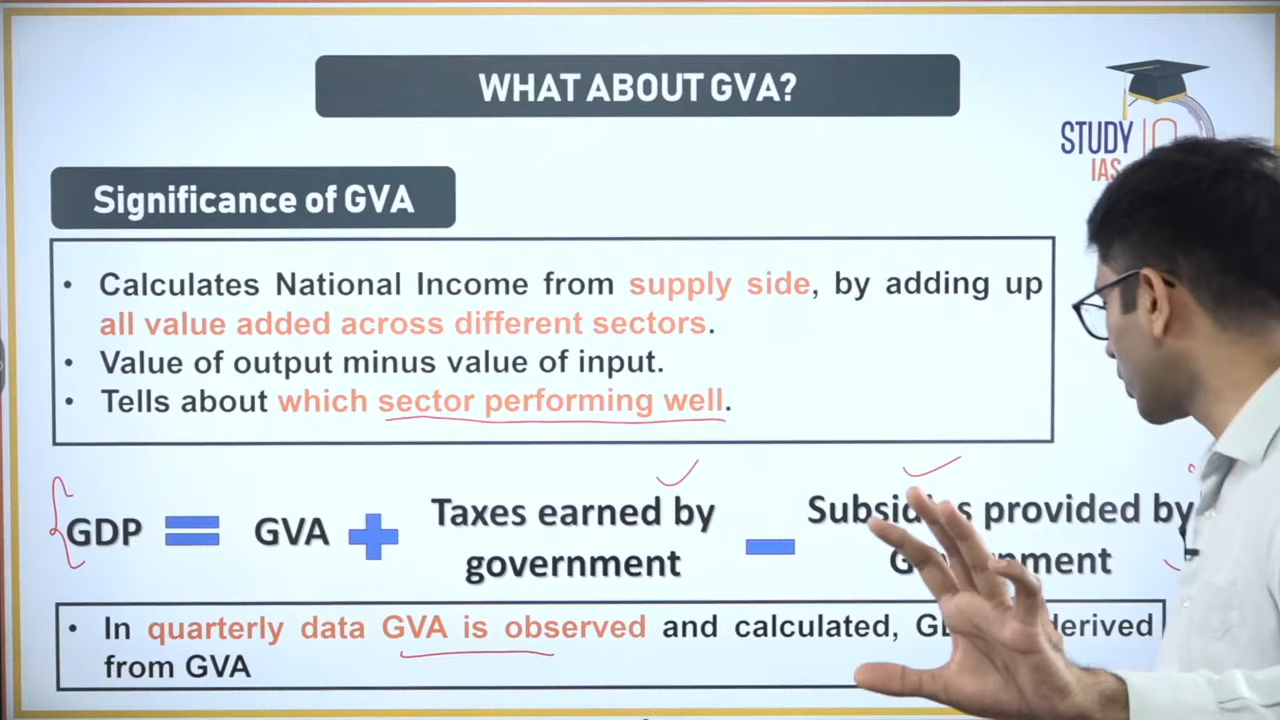 WHAT ABOUT GVA?
STUDY
IAS
Significance of GVA
• Calculates National Income from supply side, by adding up
all value added across different sectors.
• Value of output minus value of input.
• Tells about which sector performing well.
GDP = GVA + Taxes earned by
government
- Subsidies provided by
Government
• In quarterly data GVA is observed and calculated, derived
from GVA